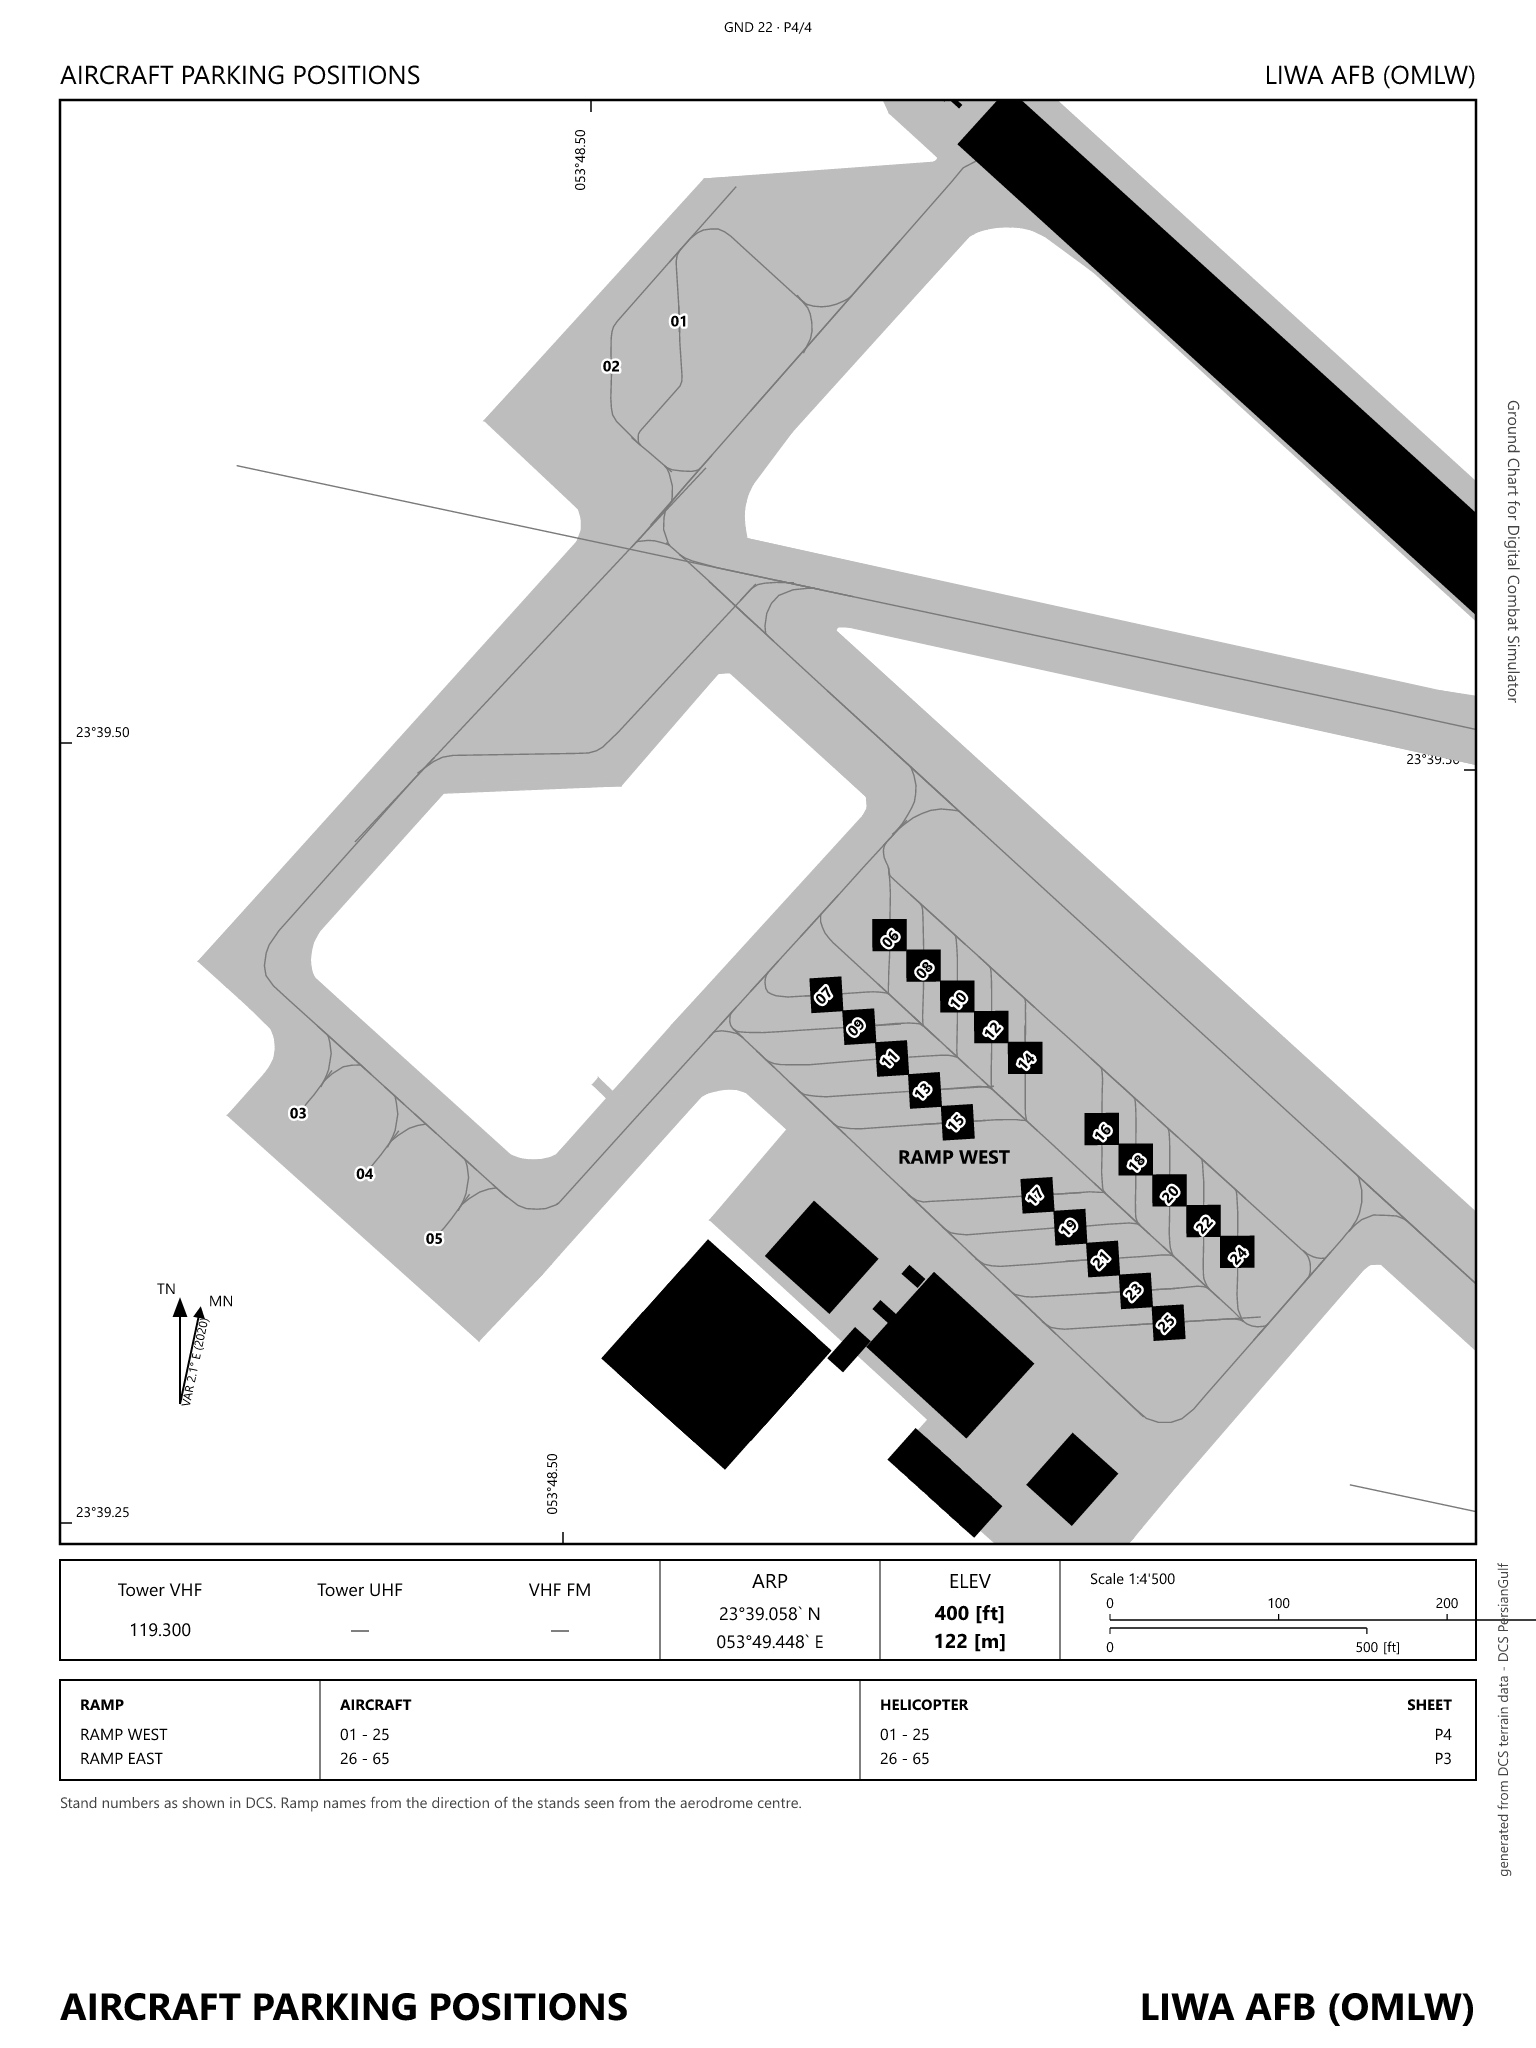 GND 22 · P4/4
AIRCRAFT PARKING POSITIONS
LIWA AFB (OMLW)
053°48.50
01
02
23°39.50
23°39.50
06
08
07
10
09
12
11
14
13
03
15
16
RAMP WEST
18
04
17
20
19
22
05
24
21
TN
MN
23
VAR 2.1° E (2020)
25
053°48.50
23°39.25
Ground Chart for Digital Combat Simulator
Tower VHF
119.300
Tower UHF
—
VHF FM
—
ARP
23°39.058` N
053°49.448` E
ELEV
400 [ft]
122 [m]
Scale 1:4'500
0 100 200
0 500 [ft]
generated from DCS terrain data - DCS PersianGulf
RAMP AIRCRAFT HELICOPTER SHEET
RAMP WEST 01 - 25 01 - 25 P4
RAMP EAST 26 - 65 26 - 65 P3
Stand numbers as shown in DCS. Ramp names from the direction of the stands seen from the aerodrome centre.
AIRCRAFT PARKING POSITIONS
LIWA AFB (OMLW)